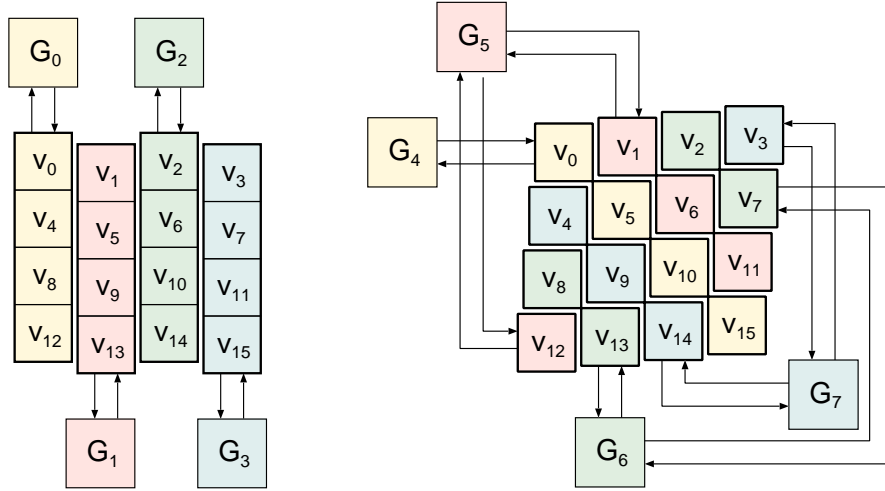 G₀ G₂
v₀ v₁ v₂ v₃
v₄ v₅ v₆ v₇
v₈ v₉ v₁₀ v₁₁
v₁₂ v₁₃ v₁₄ v₁₅
G₁ G₃
G₅
G₄
v₀ v₁ v₂ v₃
v₄ v₅ v₆ v₇
v₈ v₉ v₁₀ v₁₁
v₁₂ v₁₃ v₁₄ v₁₅
G₇
G₆